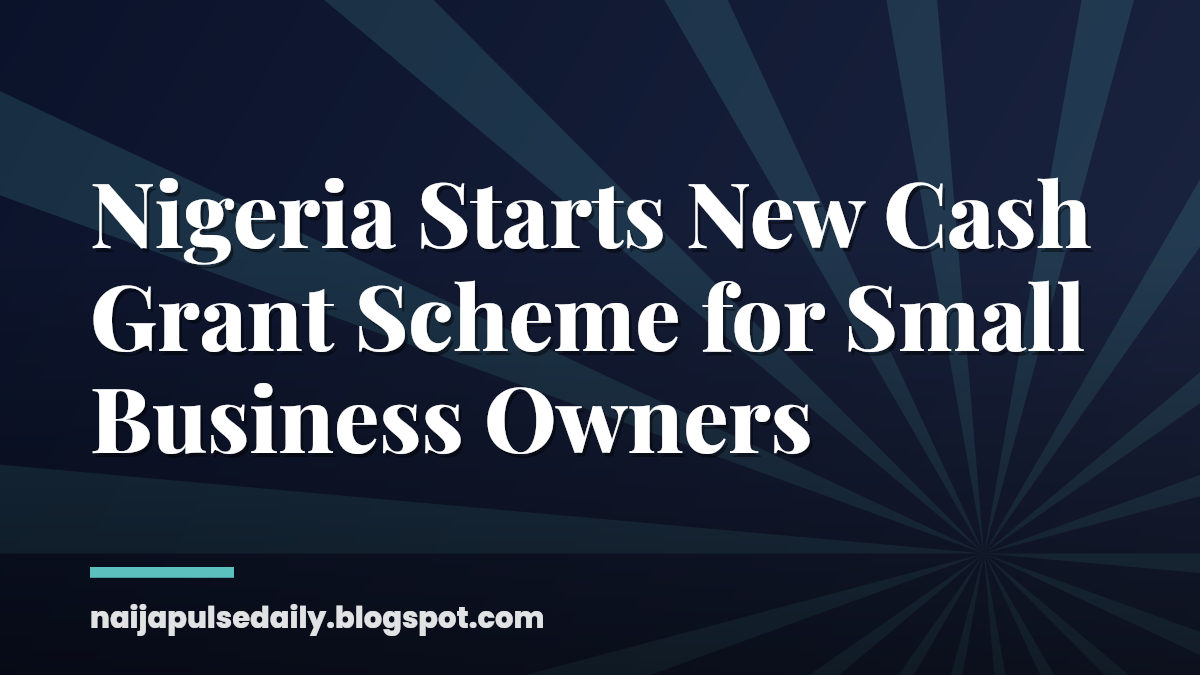 Nigeria Starts New Cash
Grant Scheme for Small
Business Owners
naijapulsedaily.blogspot.com